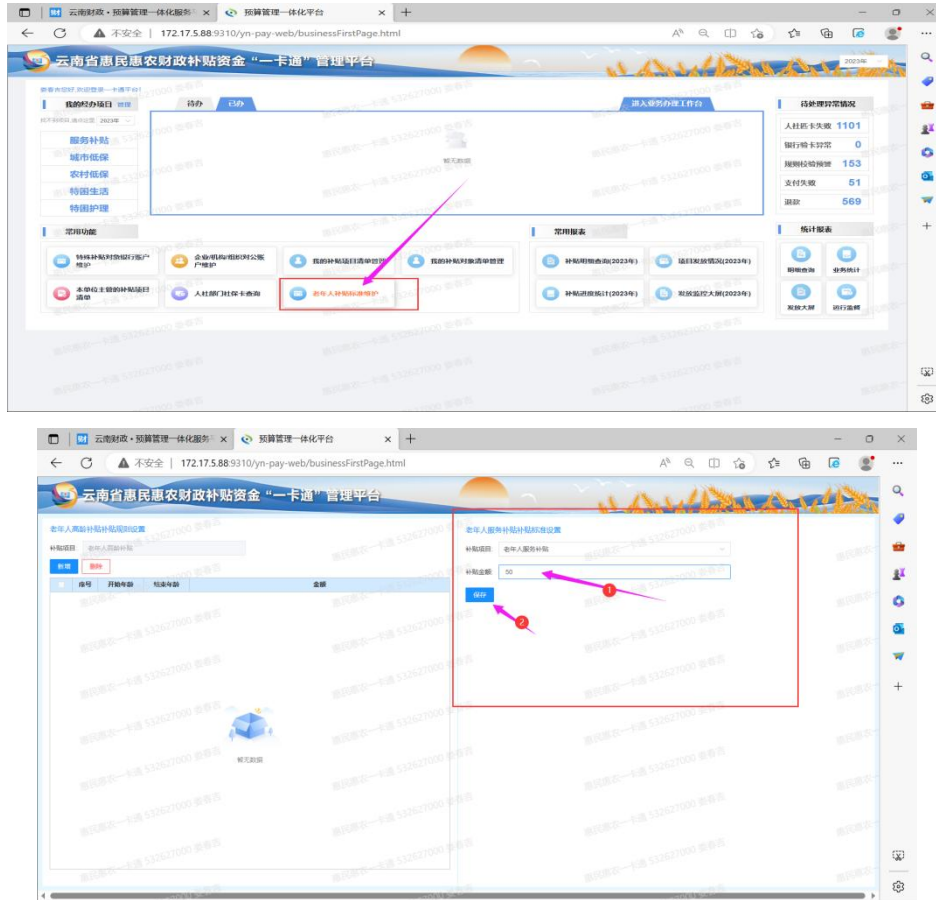 云南财政·预算管理一体化服务
预算管理一体化平台
不安全 172.17.5.88:9310/yn-pay-web/businessFirstPage.html
云南省惠民惠农财政补贴资金“一卡通”管理平台
2023年
我的经办项目 管理
待办 已办
进入业务办理工作台
待处理异常情况
2023年
服务补贴
城市低保
农村低保
特困生活
特困护理
暂无数据
人社匹卡失败 1101
银行验卡异常 0
规则校验预警 153
支付失败 51
退款 569
常用功能
常用报表
统计报表
特殊补贴对象银行账户维护
企业/机构/组织对公账户维护
我的补贴项目清单管理
我的补贴对象清单管理
补贴明细查询(2023年)
项目发放情况(2023年)
明细查询 业务统计
本单位主管的补贴项目清单
人社部门社保卡查询
老年人补贴标准维护
补贴进度统计(2023年)
发放监控大屏(2023年)
发放大屏 运行监督
云南财政·预算管理一体化服务
预算管理一体化平台
不安全 172.17.5.88:9310/yn-pay-web/businessFirstPage.html
云南省惠民惠农财政补贴资金“一卡通”管理平台
老年人高龄补贴补贴规则设置
补贴项目 老年人高龄补贴
新增 删除
序号 开始年龄 结束年龄 金额
暂无数据
老年人服务补贴补贴标准设置
补贴项目 老年人服务补贴
补贴金额 50
保存
1
2